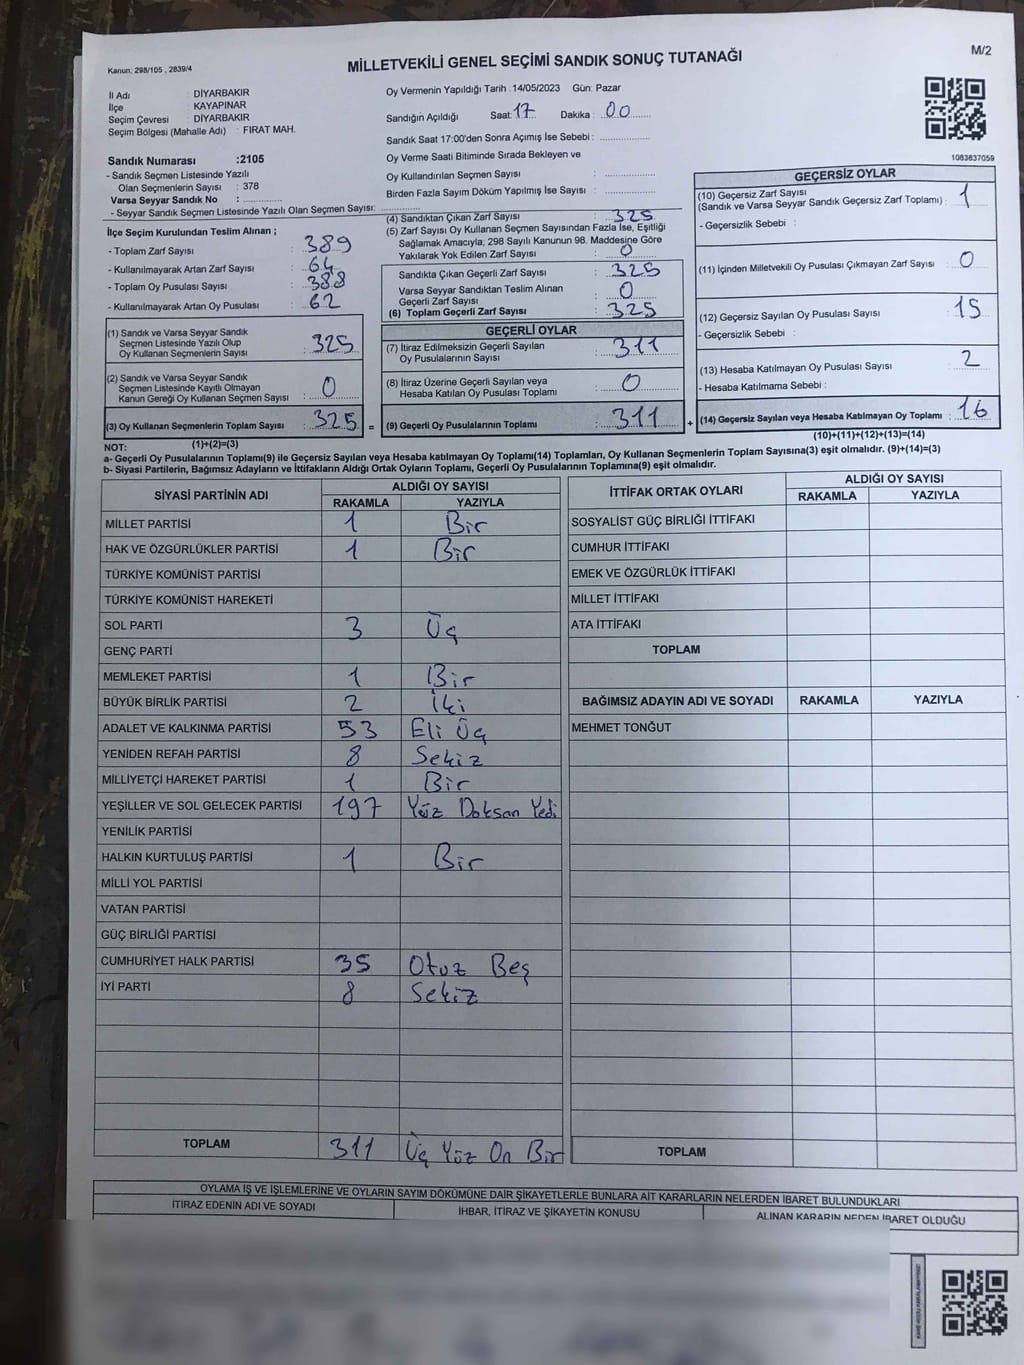 Kanun: 298/105 , 2839/4
MİLLETVEKİLİ GENEL SEÇİMİ SANDIK SONUÇ TUTANAĞI
M/2
İl Adı : DİYARBAKIR
İlçe : KAYAPINAR
Seçim Çevresi : DİYARBAKIR
Seçim Bölgesi (Mahalle Adı) : FIRAT MAH.
Sandık Numarası :2105
- Sandık Seçmen Listesinde Yazılı
Olan Seçmenlerin Sayısı : 378
Varsa Seyyar Sandık No :
- Seyyar Sandık Seçmen Listesinde Yazılı Olan Seçmen Sayısı:
Oy Vermenin Yapıldığı Tarih : 14/05/2023 Gün: Pazar
Sandığın Açıldığı Saat: 17 Dakika : 00
Sandık Saat 17:00'den Sonra Açımış İse Sebebi :
Oy Verme Saati Bitiminde Sırada Bekleyen ve
Oy Kullandırılan Seçmen Sayısı :
Birden Fazla Sayım Döküm Yapılmış İse Sayısı :
1083837059
İlçe Seçim Kurulundan Teslim Alınan ;
- Toplam Zarf Sayısı : 389
- Kullanılmayarak Artan Zarf Sayısı : 64
- Toplam Oy Pusulası Sayısı : 388
- Kullanılmayarak Artan Oy Pusulası : 62
(1) Sandık ve Varsa Seyyar Sandık
Seçmen Listesinde Yazılı Olup
Oy Kullanan Seçmenlerin Sayısı : 325
(2) Sandık ve Varsa Seyyar Sandık
Seçmen Listesinde Kayıtlı Olmayan
Kanun Gereği Oy Kullanan Seçmen Sayısı : 0
(3) Oy Kullanan Seçmenlerin Toplam Sayısı : 325 =
(1)+(2)=(3)
(4) Sandıktan Çıkan Zarf Sayısı : 325
(5) Zarf Sayısı Oy Kullanan Seçmen Sayısından Fazla İse, Eşitliği
Sağlamak Amacıyla; 298 Sayılı Kanunun 98. Maddesine Göre
Yakılarak Yok Edilen Zarf Sayısı : 0
Sandıkta Çıkan Geçerli Zarf Sayısı : 325
Varsa Seyyar Sandıktan Teslim Alınan
Geçerli Zarf Sayısı : 0
(6) Toplam Geçerli Zarf Sayısı : 325
GEÇERLİ OYLAR
(7) İtiraz Edilmeksizin Geçerli Sayılan
Oy Pusulalarının Sayısı : 311
(8) İtiraz Üzerine Geçerli Sayılan veya
Hesaba Katılan Oy Pusulası Toplamı : 0
(9) Geçerli Oy Pusulalarının Toplamı : 311 +
GEÇERSİZ OYLAR
(10) Geçersiz Zarf Sayısı
(Sandık ve Varsa Seyyar Sandık Geçersiz Zarf Toplamı) : 1
- Geçersizlik Sebebi :
(11) İçinden Milletvekili Oy Pusulası Çıkmayan Zarf Sayısı : 0
(12) Geçersiz Sayılan Oy Pusulası Sayısı : 15
- Geçersizlik Sebebi :
(13) Hesaba Katılmayan Oy Pusulası Sayısı : 2
- Hesaba Katılmama Sebebi :
(14) Geçersiz Sayılan veya Hesaba Katılmayan Oy Toplamı : 16
(10)+(11)+(12)+(13)=(14)
NOT:
a- Geçerli Oy Pusulalarının Toplamı(9) ile Geçersiz Sayılan veya Hesaba katılmayan Oy Toplamı(14) Toplamları, Oy Kullanan Seçmenlerin Toplam Sayısına(3) eşit olmalıdır. (9)+(14)=(3)
b- Siyasi Partilerin, Bağımsız Adayların ve İttifakların Aldığı Ortak Oyların Toplamı, Geçerli Oy Pusulalarının Toplamına(9) eşit olmalıdır.
SİYASİ PARTİNİN ADI ALDIĞI OY SAYISI
RAKAMLA YAZIYLA
MİLLET PARTİSİ 1 Bir
HAK VE ÖZGÜRLÜKLER PARTİSİ 1 Bir
TÜRKİYE KOMÜNİST PARTİSİ
TÜRKİYE KOMÜNİST HAREKETİ
SOL PARTİ 3 Üç
GENÇ PARTİ
MEMLEKET PARTİSİ 1 Bir
BÜYÜK BİRLİK PARTİSİ 2 İki
ADALET VE KALKINMA PARTİSİ 53 Eli Üç
YENİDEN REFAH PARTİSİ 8 Sekiz
MİLLİYETÇİ HAREKET PARTİSİ 1 Bir
YEŞİLLER VE SOL GELECEK PARTİSİ 197 Yüz Doksan Yedi
YENİLİK PARTİSİ
HALKIN KURTULUŞ PARTİSİ 1 Bir
MİLLİ YOL PARTİSİ
VATAN PARTİSİ
GÜÇ BİRLİĞİ PARTİSİ
CUMHURİYET HALK PARTİSİ 35 Otuz Beş
İYİ PARTİ 8 Sekiz
TOPLAM 311 Üç Yüz On Bir
İTTİFAK ORTAK OYLARI ALDIĞI OY SAYISI
RAKAMLA YAZIYLA
SOSYALİST GÜÇ BİRLİĞİ İTTİFAKI
CUMHUR İTTİFAKI
EMEK VE ÖZGÜRLÜK İTTİFAKI
MİLLET İTTİFAKI
ATA İTTİFAKI
TOPLAM
BAĞIMSIZ ADAYIN ADI VE SOYADI RAKAMLA YAZIYLA
MEHMET TONĞUT
TOPLAM
OYLAMA İŞ VE İŞLEMLERİNE VE OYLARIN SAYIM DÖKÜMÜNE DAİR ŞİKAYETLERLE BUNLARA AİT KARARLARIN NELERDEN İBARET BULUNDUKLARI
İTİRAZ EDENİN ADI VE SOYADI İHBAR, İTİRAZ VE ŞİKAYETİN KONUSU ALINAN KARARIN NEDEN İBARET OLDUĞU